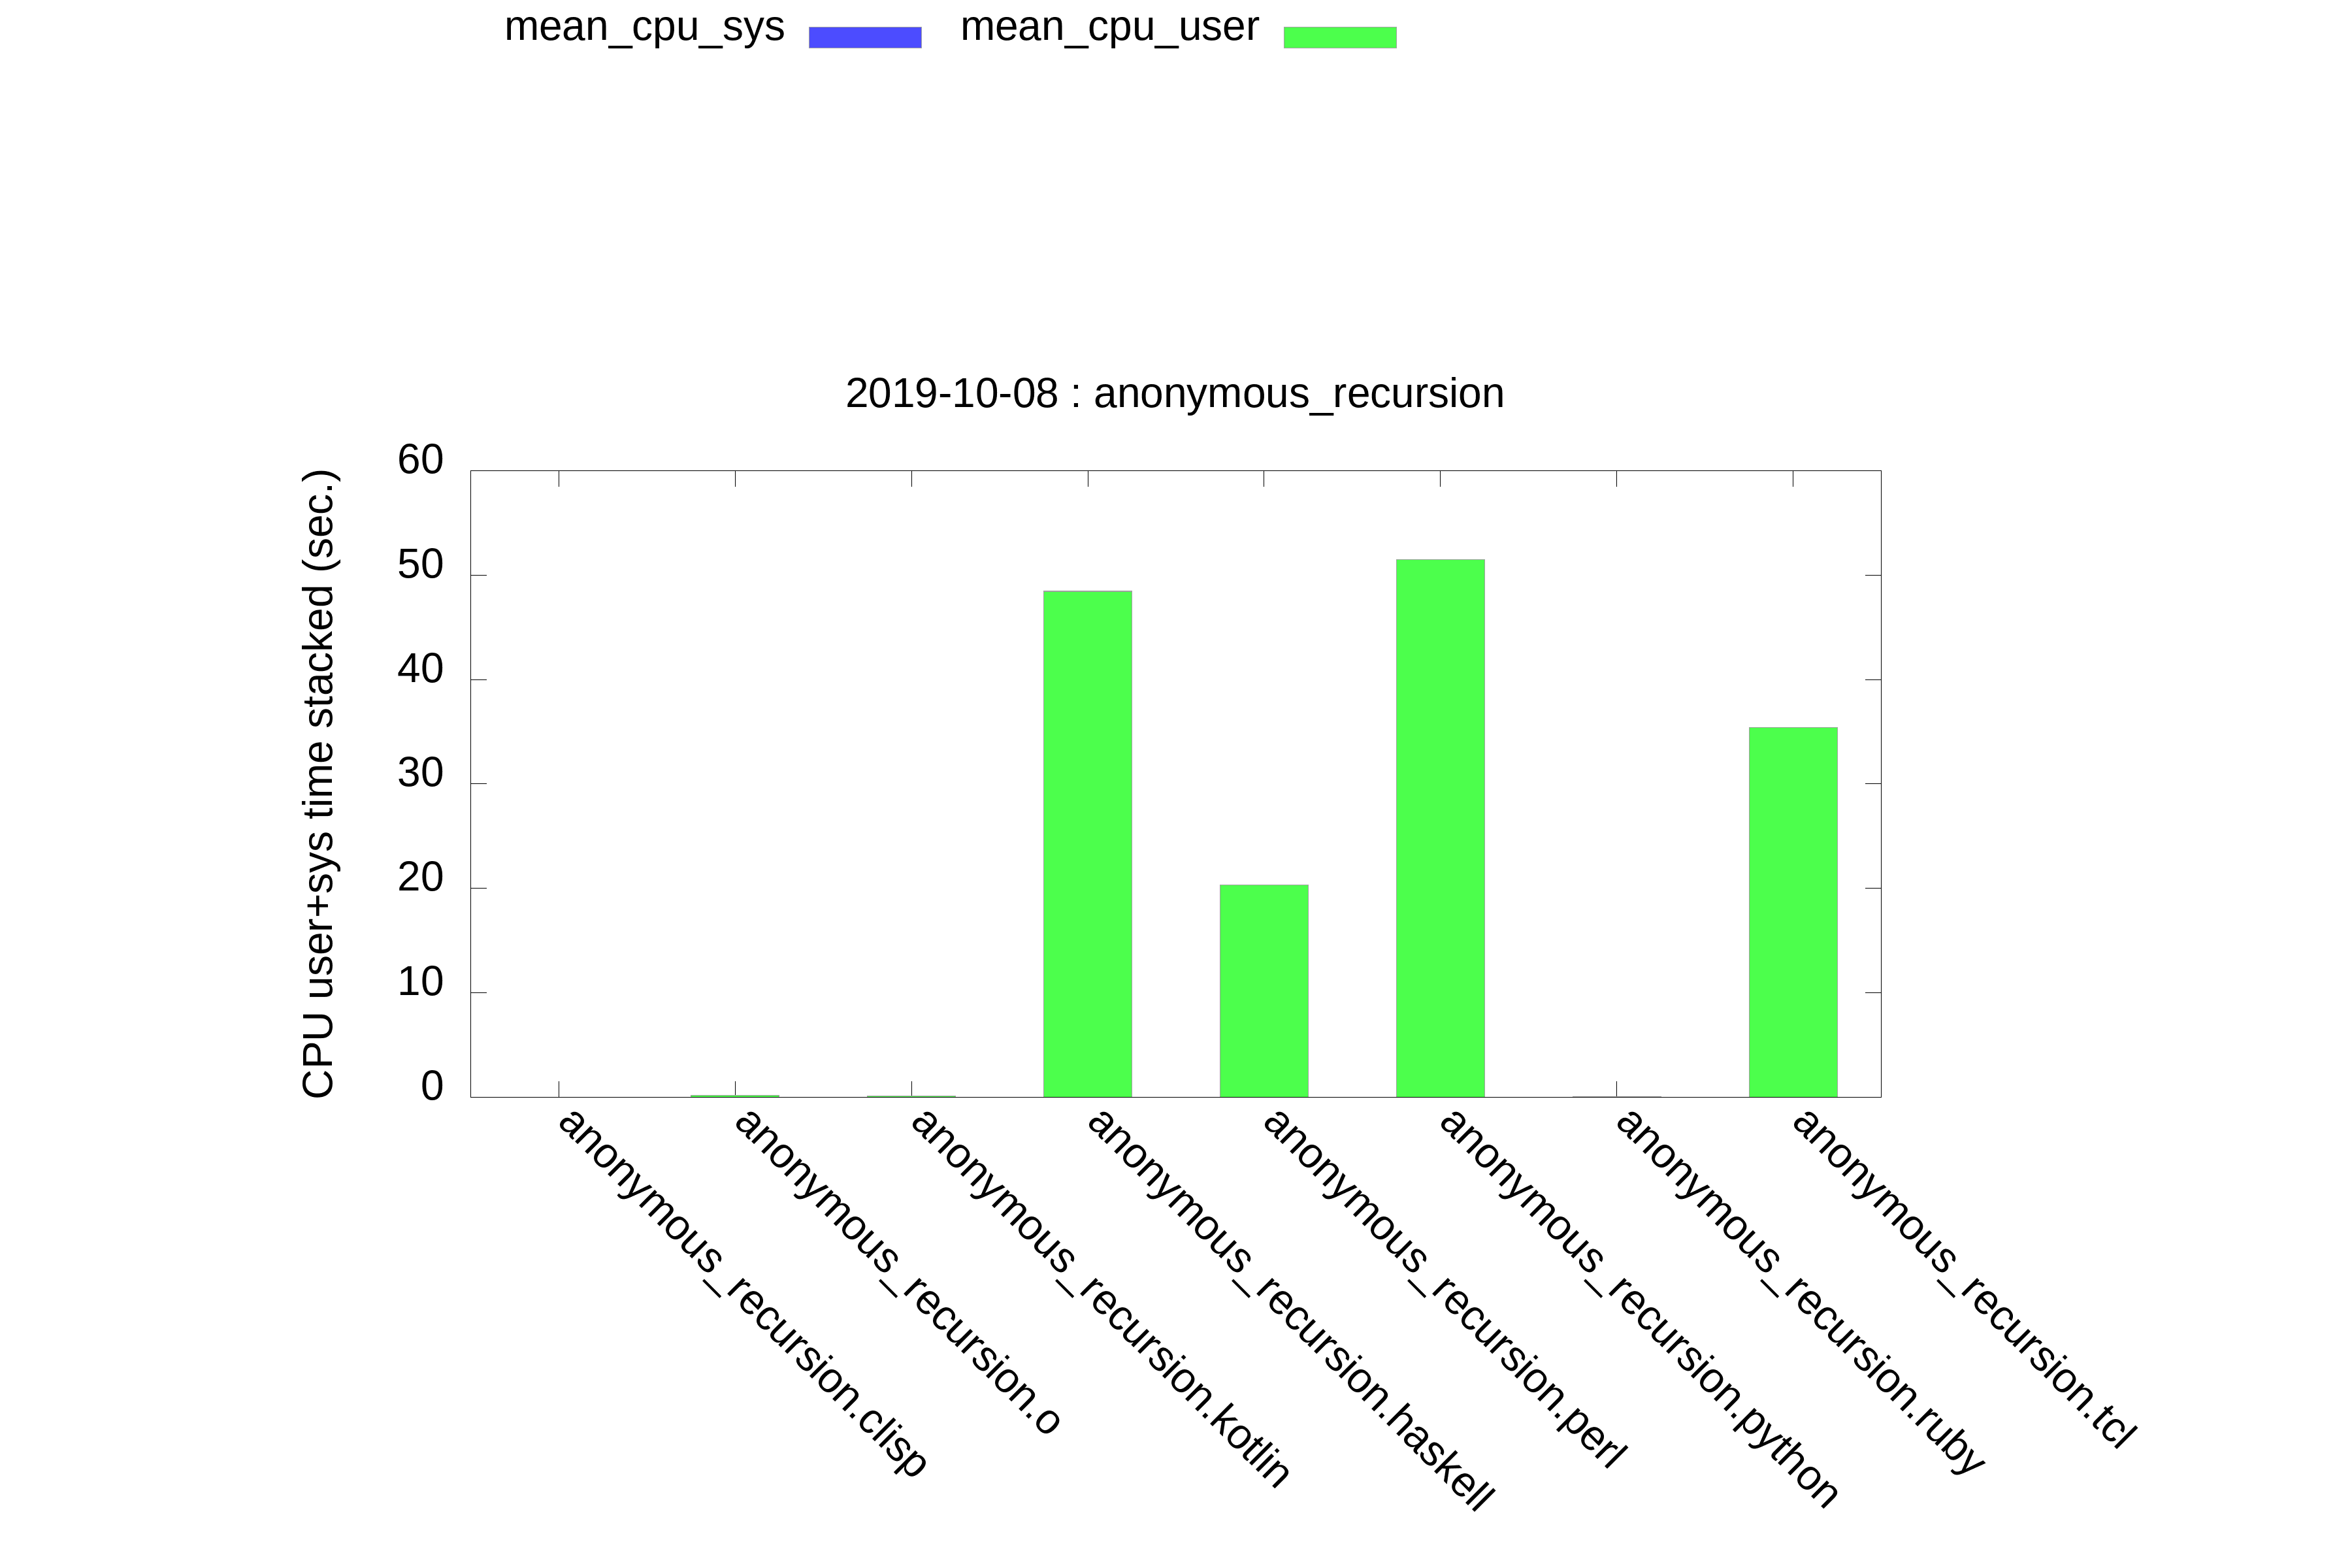 mean_cpu_sys mean_cpu_user
2019-10-08 : anonymous_recursion
CPU user+sys time stacked (sec.)
60
50
40
30
20
10
0
anonymous_recursion.clisp
anonymous_recursion.o
anonymous_recursion.kotlin
anonymous_recursion.haskell
anonymous_recursion.perl
anonymous_recursion.python
anonymous_recursion.ruby
anonymous_recursion.tcl